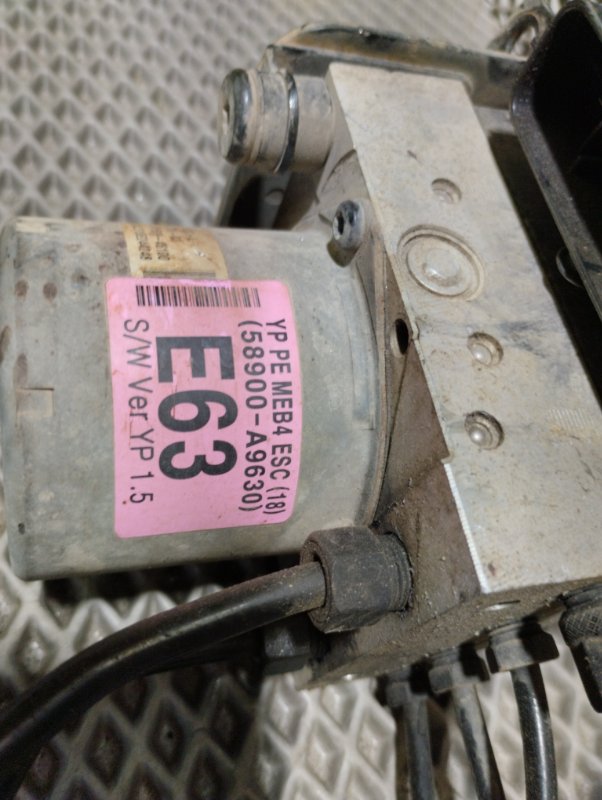 YP PE MEB4 ESC (18)
(58900-A9630)
E63
S/W Ver YP 1.5